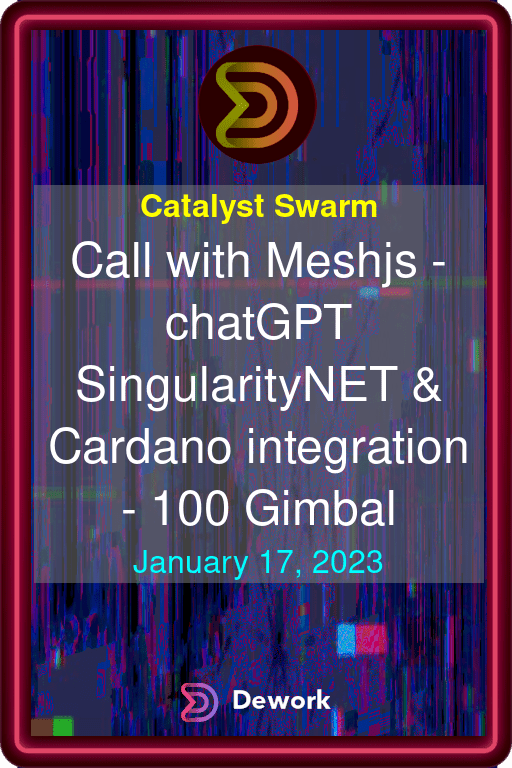 Catalyst Swarm
Call with Meshjs -
chatGPT
SingularityNET &
Cardano integration
- 100 Gimbal
January 17, 2023
Dework